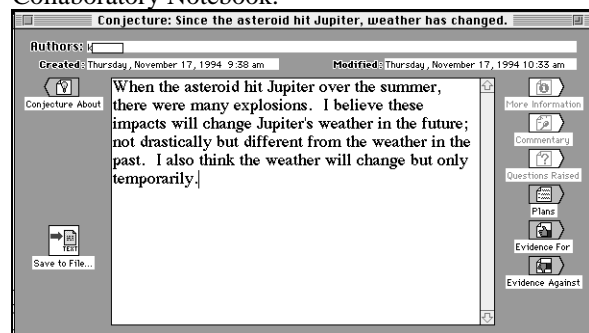 Collaboratory Notebook.
Conjecture: Since the asteroid hit Jupiter, weather has changed.
Authors:
Created: Thursday, November 17, 1994 9:38 am
Modified: Thursday, November 17, 1994 10:33 am
Conjecture About
When the asteroid hit Jupiter over the summer,
there were many explosions. I believe these
impacts will change Jupiter's weather in the future;
not drastically but different from the weather in the
past. I also think the weather will change but only
temporarily.
TEXT
Save to File...
More Information
Commentary
Questions Raised
Plans
Evidence For
Evidence Against